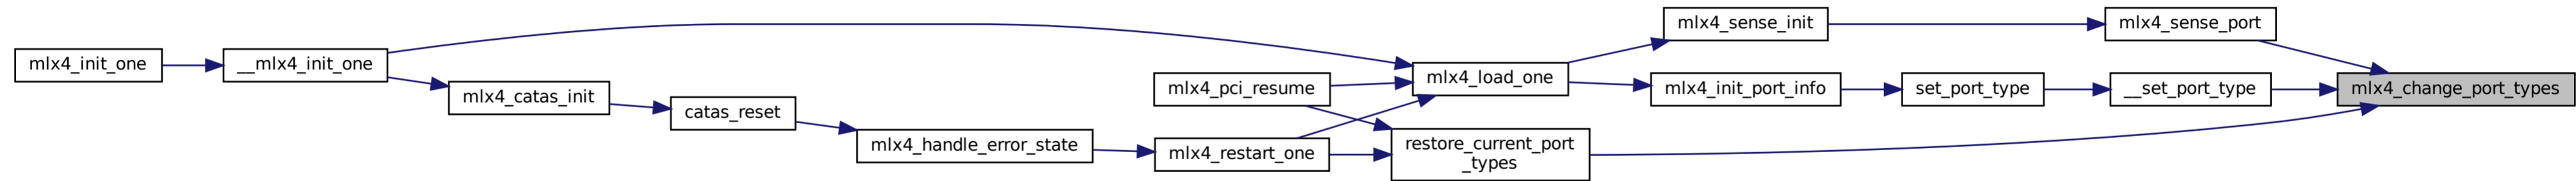 mlx4_init_one
__mlx4_init_one
mlx4_catas_init
catas_reset
mlx4_handle_error_state
mlx4_pci_resume
mlx4_restart_one
mlx4_load_one
restore_current_port
_types
mlx4_sense_init
mlx4_init_port_info
set_port_type
mlx4_sense_port
__set_port_type
mlx4_change_port_types